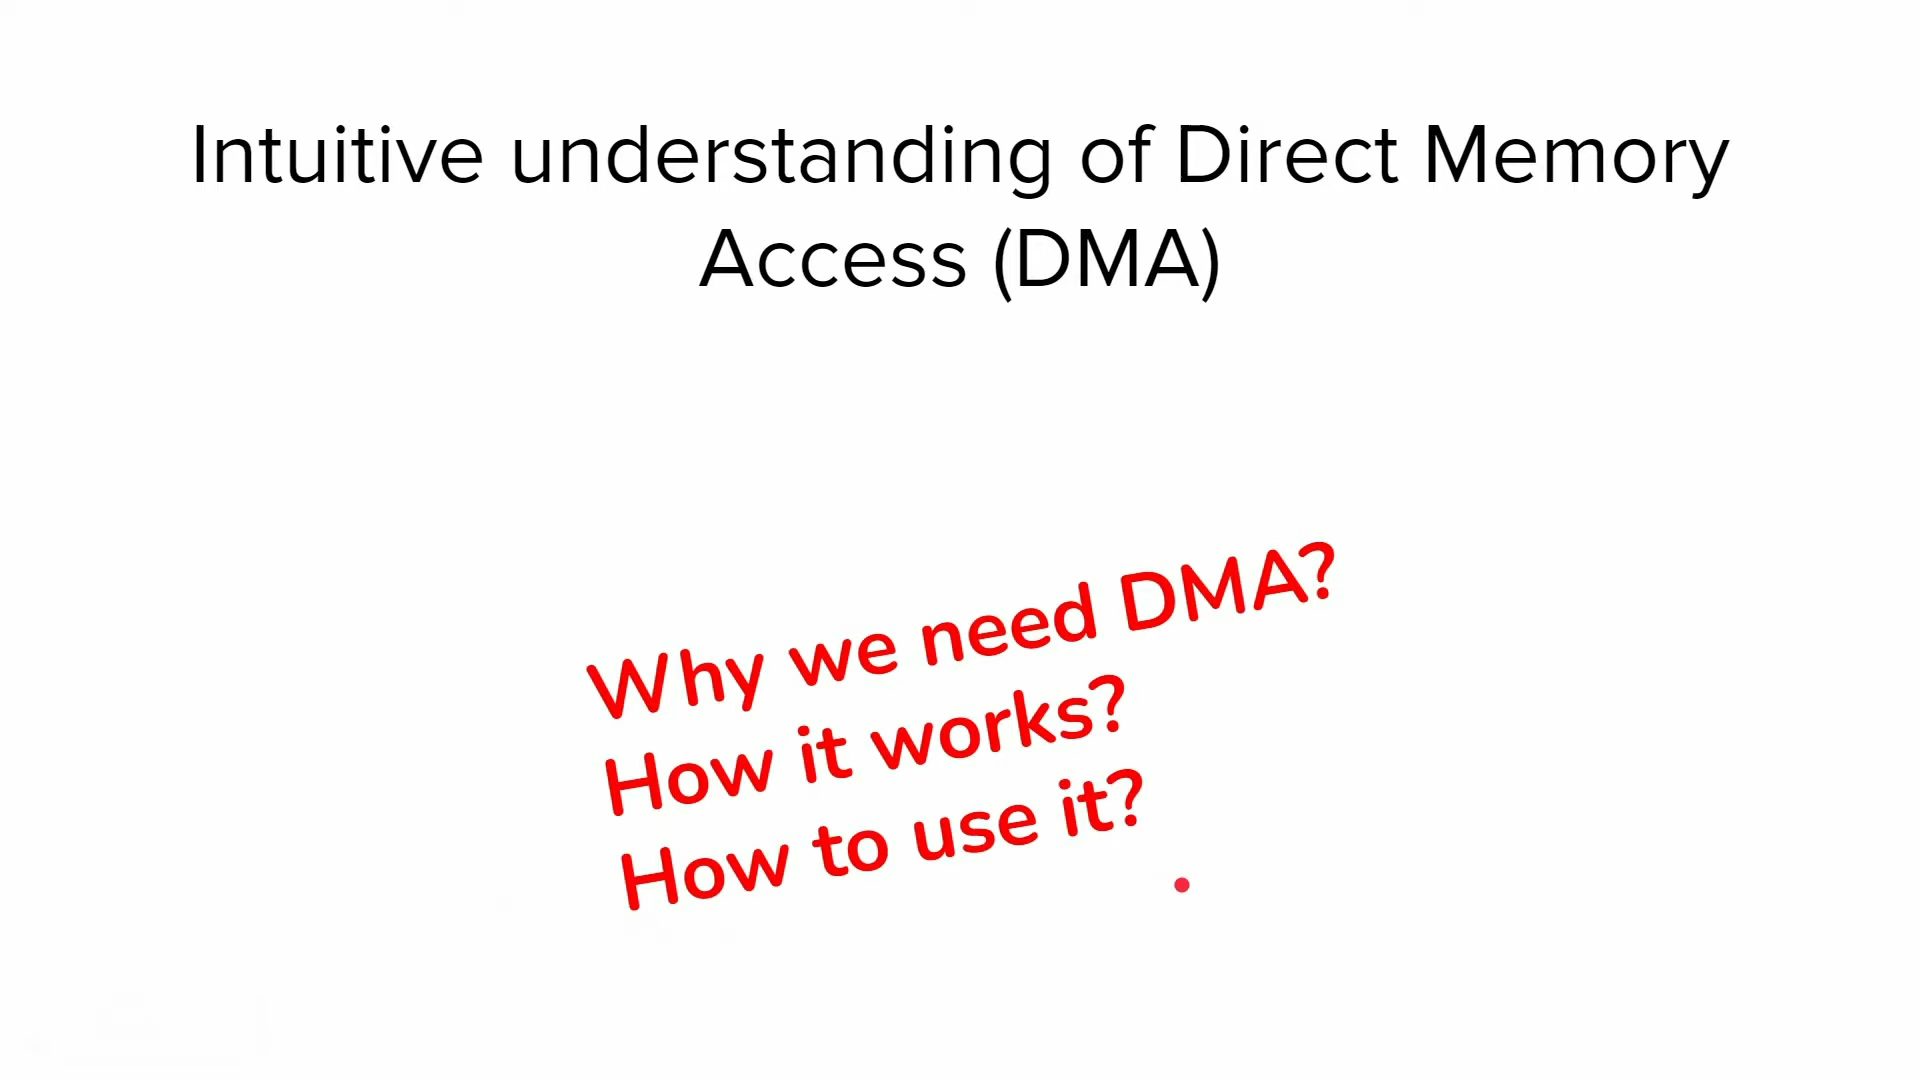 Intuitive understanding of Direct Memory
Access (DMA)
Why we need DMA?
How it works?
How to use it?